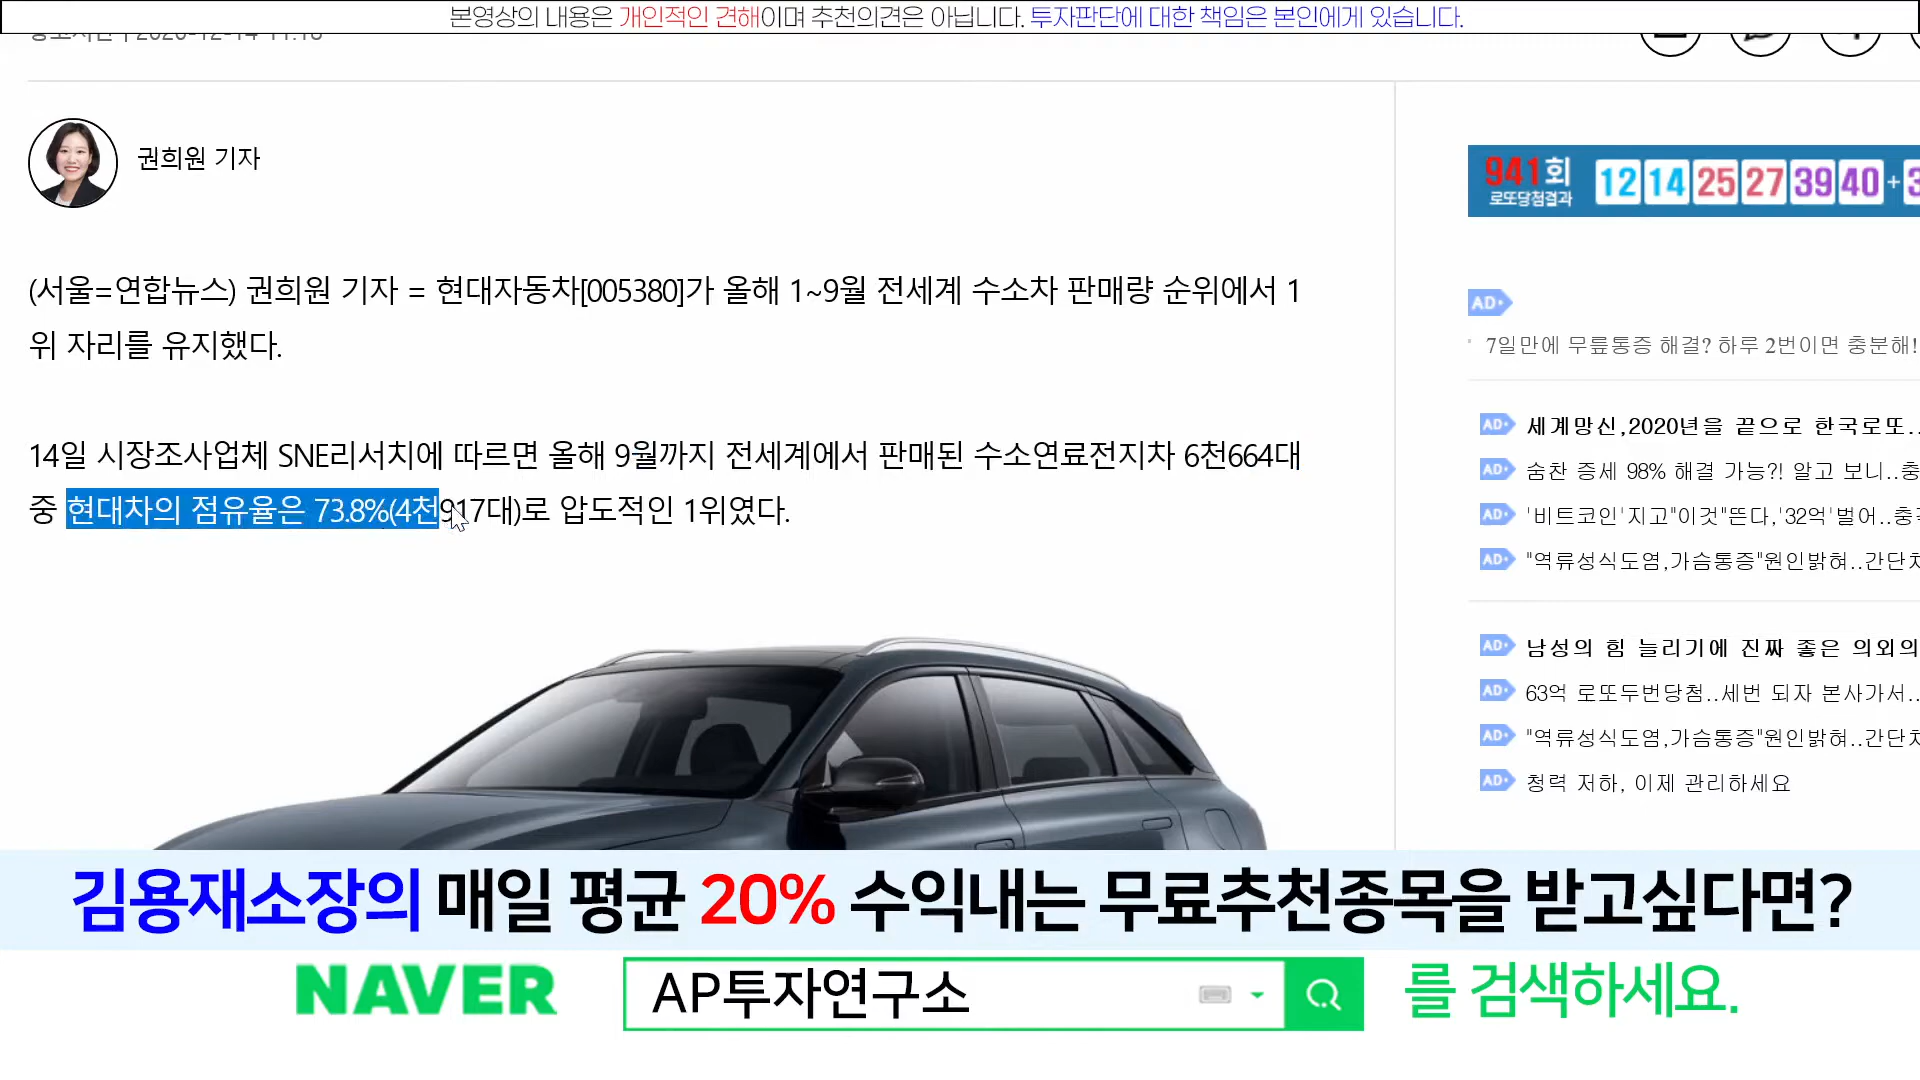 본영상의 내용은 개인적인 견해이며 추천의견은 아닙니다. 투자판단에 대한 책임은 본인에게 있습니다.
권희원 기자
941회
로또당첨결과
12 14 25 27 39 40 + 3
(서울=연합뉴스) 권희원 기자 = 현대자동차[005380]가 올해 1~9월 전세계 수소차 판매량 순위에서 1
위 자리를 유지했다.
14일 시장조사업체 SNE리서치에 따르면 올해 9월까지 전세계에서 판매된 수소연료전지차 6천664대
중 현대차의 점유율은 73.8%(4천917대)로 압도적인 1위였다.
AD
7일만에 무릎통증 해결? 하루 2번이면 충분해!
AD 세계망신,2020년을 끝으로 한국로또..
AD 숨찬 증세 98% 해결 가능?! 알고 보니..충
AD '비트코인'지고"이것"뜬다,'32억'벌어..충격
AD "역류성식도염,가슴통증"원인밝혀..간단치
AD 남성의 힘 늘리기에 진짜 좋은 의외의
AD 63억 로또두번당첨..세번 되자 본사가서..
AD "역류성식도염,가슴통증"원인밝혀..간단치
AD 청력 저하, 이제 관리하세요
김용재소장의 매일 평균 20% 수익내는 무료추천종목을 받고싶다면?
NAVER AP투자연구소 를 검색하세요.